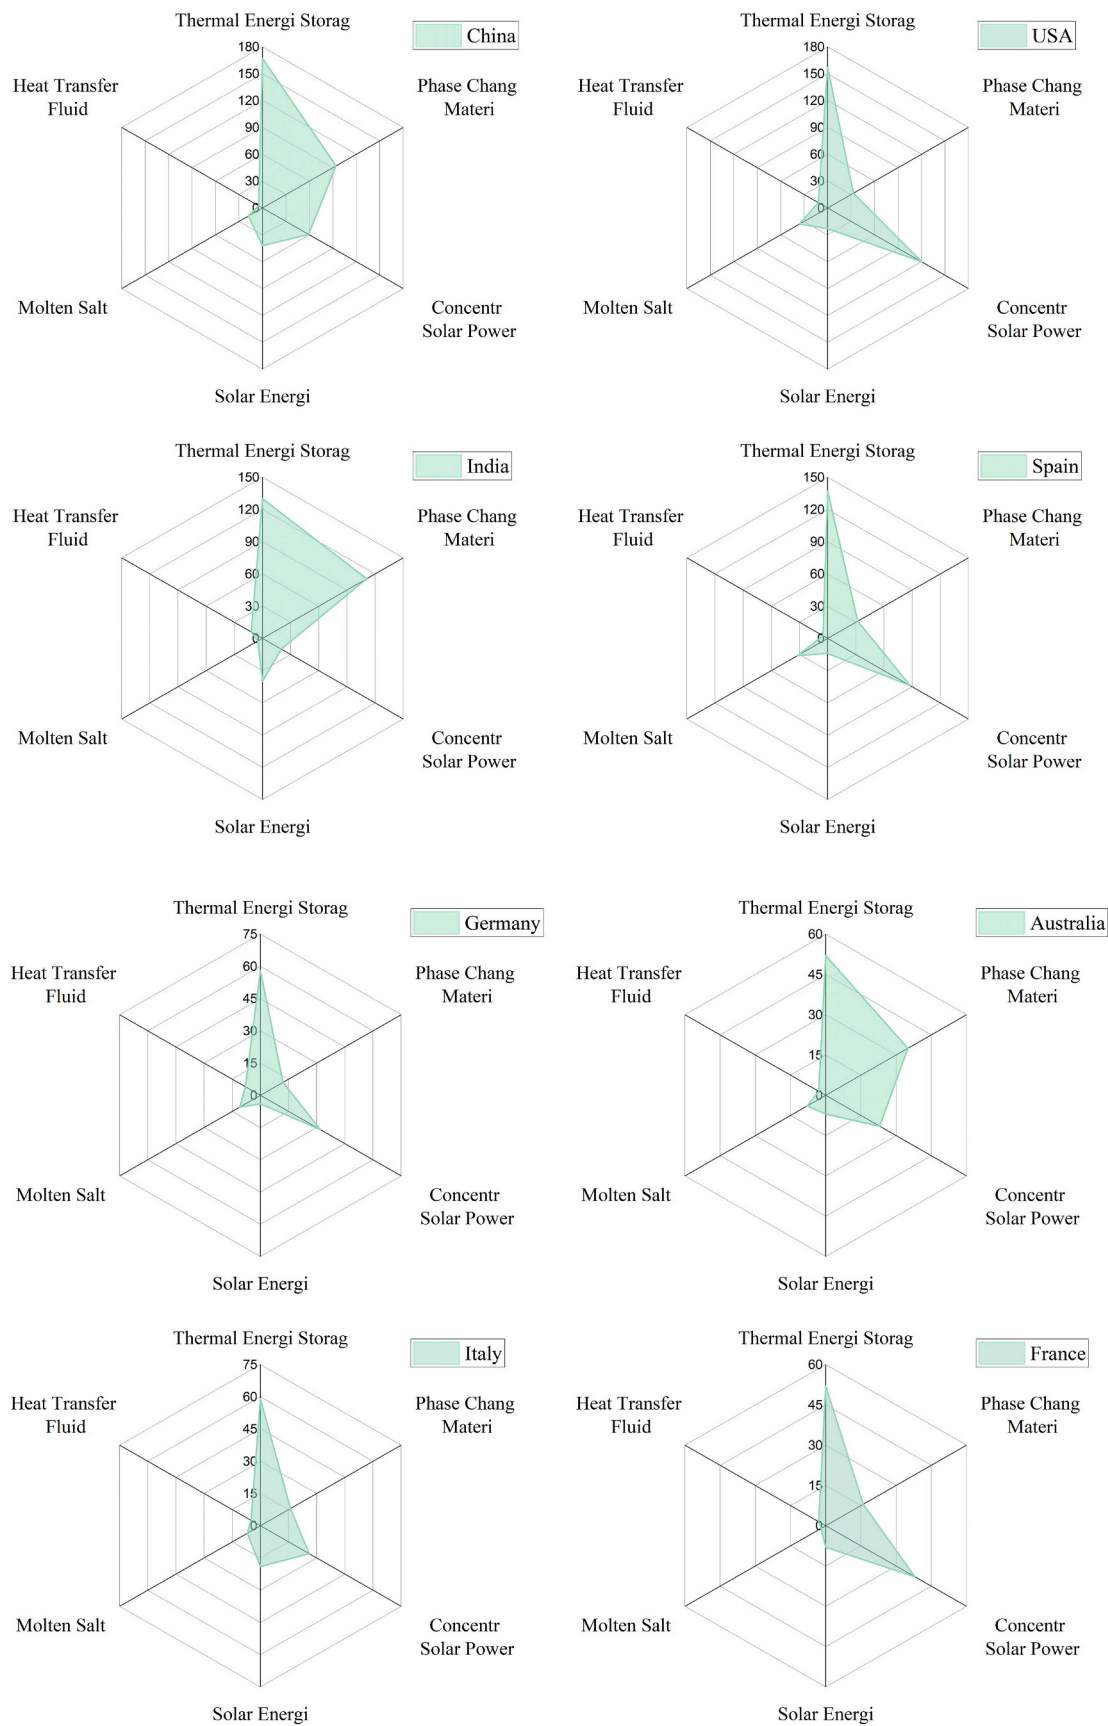 Thermal Energi Storag
China
180
150
120
90
60
30
0
Heat Transfer
Fluid
Phase Chang
Materi
Molten Salt
Concentr
Solar Power
Solar Energi
Thermal Energi Storag
USA
180
150
120
90
60
30
0
Heat Transfer
Fluid
Phase Chang
Materi
Molten Salt
Concentr
Solar Power
Solar Energi
Thermal Energi Storag
India
150
120
90
60
30
0
Heat Transfer
Fluid
Phase Chang
Materi
Molten Salt
Concentr
Solar Power
Solar Energi
Thermal Energi Storag
Spain
150
120
90
60
30
0
Heat Transfer
Fluid
Phase Chang
Materi
Molten Salt
Concentr
Solar Power
Solar Energi
Thermal Energi Storag
Germany
75
60
45
30
15
0
Heat Transfer
Fluid
Phase Chang
Materi
Molten Salt
Concentr
Solar Power
Solar Energi
Thermal Energi Storag
Australia
60
45
30
15
0
Heat Transfer
Fluid
Phase Chang
Materi
Molten Salt
Concentr
Solar Power
Solar Energi
Thermal Energi Storag
Italy
75
60
45
30
15
0
Heat Transfer
Fluid
Phase Chang
Materi
Molten Salt
Concentr
Solar Power
Solar Energi
Thermal Energi Storag
France
60
45
30
15
0
Heat Transfer
Fluid
Phase Chang
Materi
Molten Salt
Concentr
Solar Power
Solar Energi